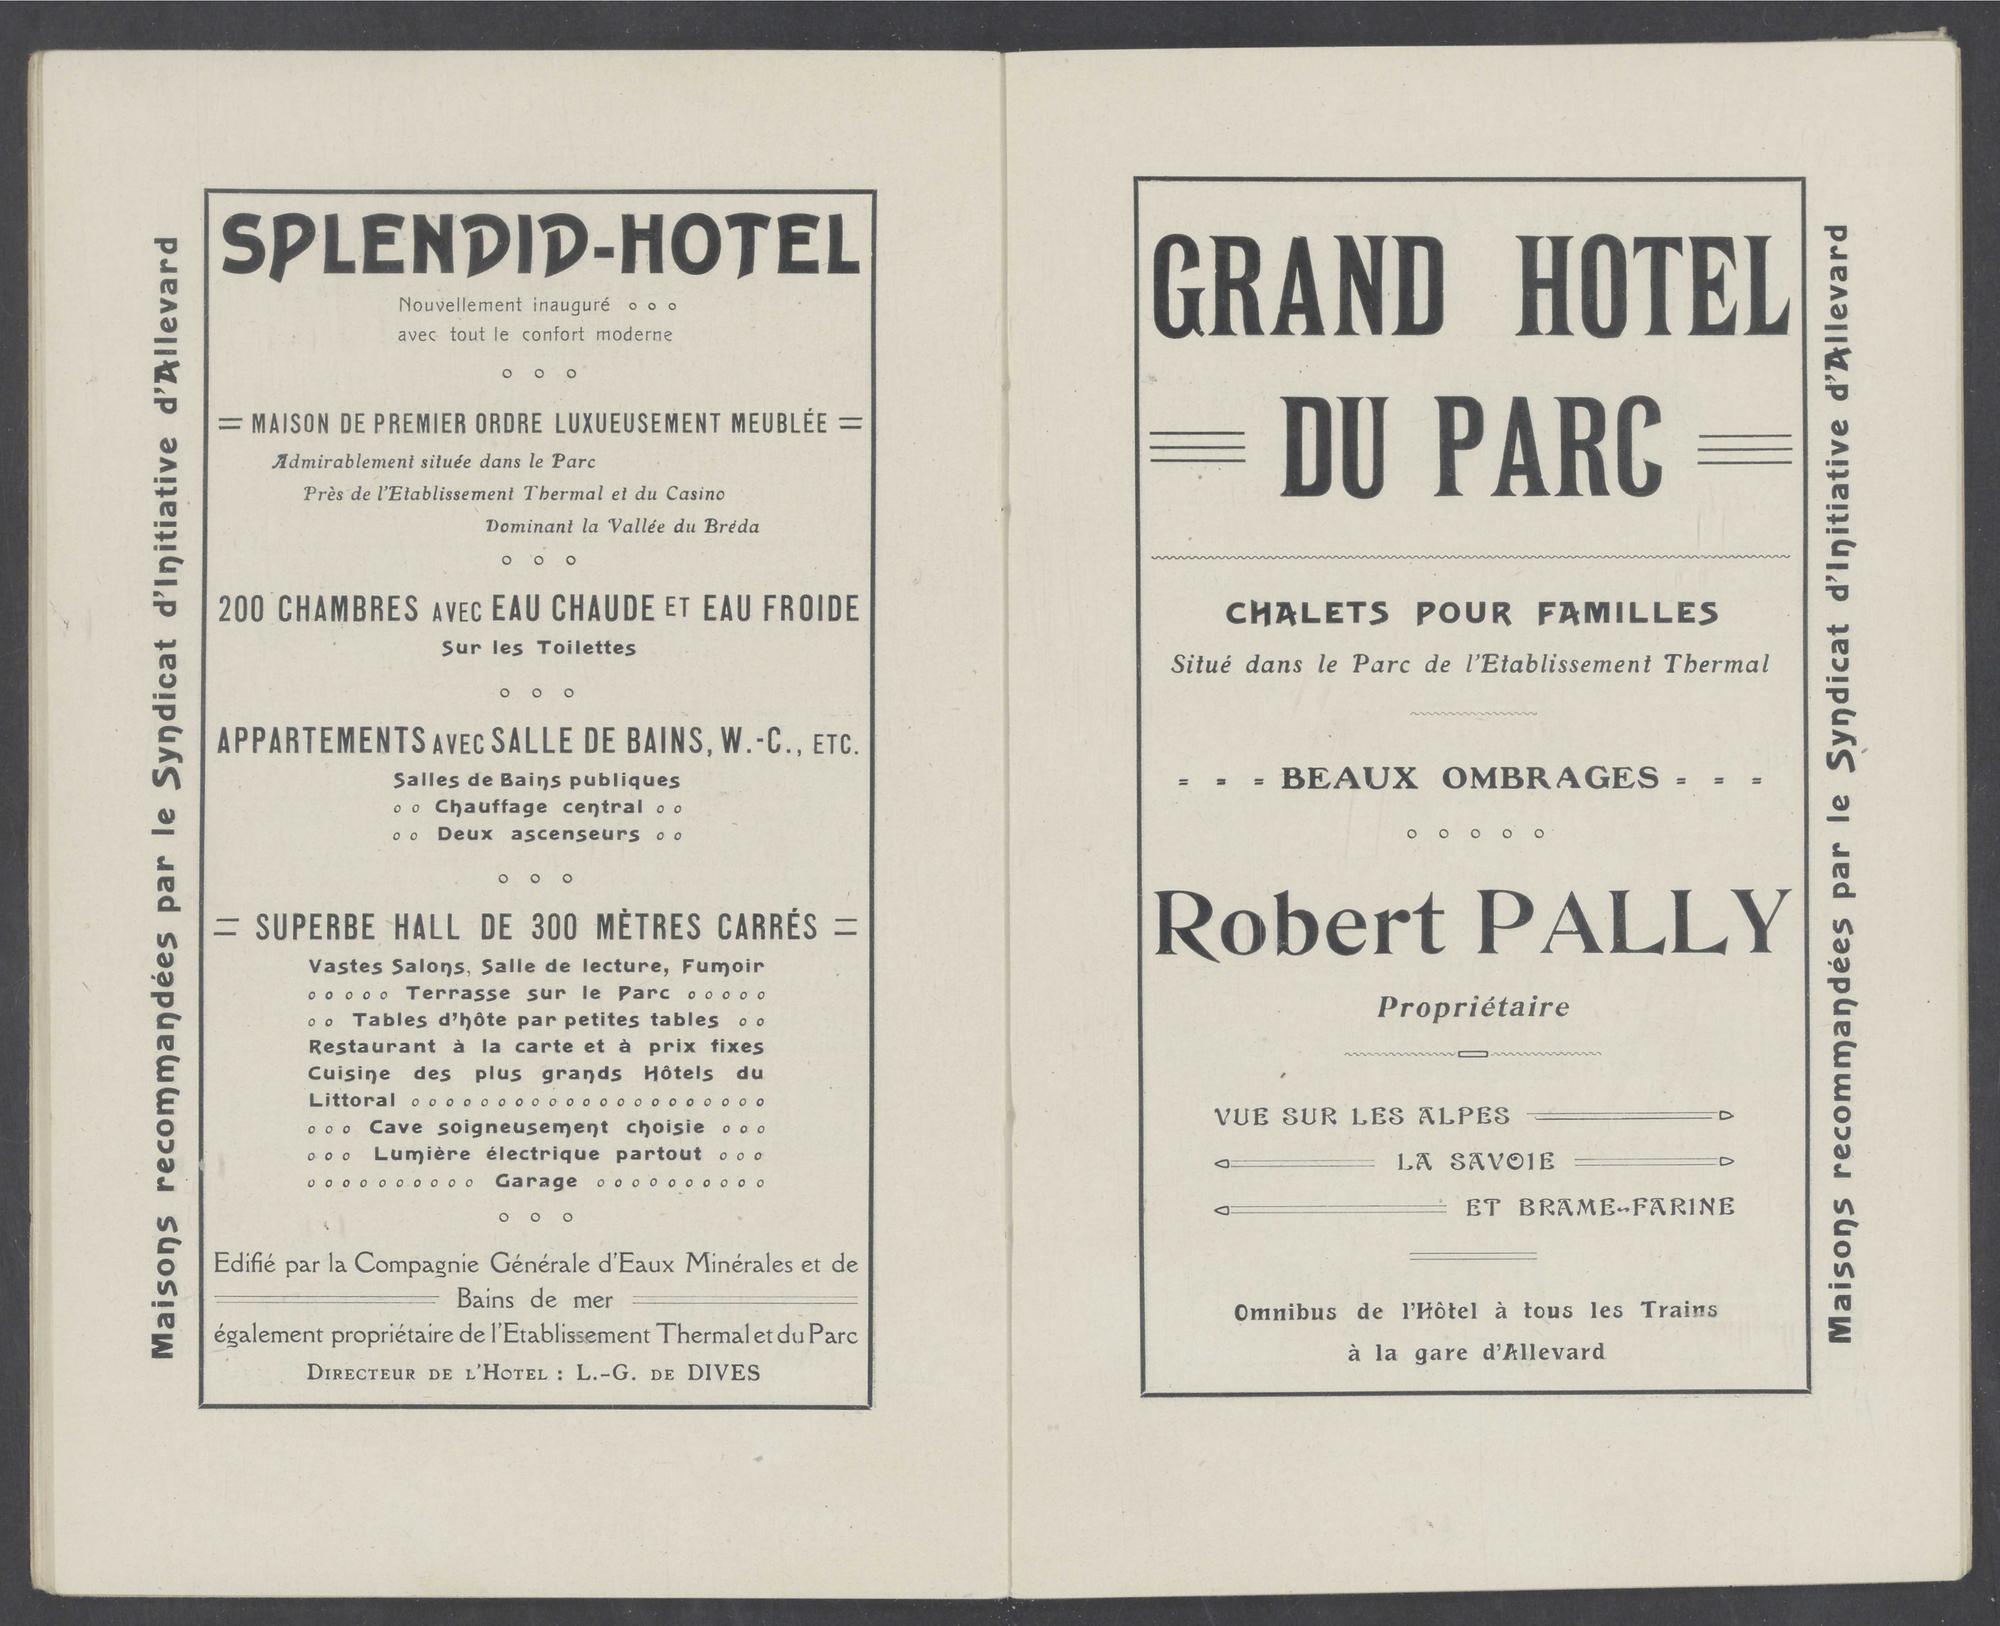 Maisons recommandées par le Syndicat d'Initiative d'Allevard
SPLENDID-HOTEL
Nouvellement inauguré
avec tout le confort moderne
MAISON DE PREMIER ORDRE LUXUEUSEMENT MEUBLÉE
Admirablement située dans le Parc
Près de l'Etablissement Thermal et du Casino
Dominant la Vallée du Bréda
200 CHAMBRES AVEC EAU CHAUDE ET EAU FROIDE
Sur les Toilettes
APPARTEMENTS AVEC SALLE DE BAINS, W.-C., ETC.
Salles de Bains publiques
Chauffage central
Deux ascenseurs
SUPERBE HALL DE 300 MÈTRES CARRÉS
Vastes Salons, Salle de lecture, Fumoir
Terrasse sur le Parc
Tables d'hôte par petites tables
Restaurant à la carte et à prix fixes
Cuisine des plus grands Hôtels du
Littoral
Cave soigneusement choisie
Lumière électrique partout
Garage
Edifié par la Compagnie Générale d'Eaux Minérales et de
Bains de mer
également propriétaire de l'Etablissement Thermal et du Parc
DIRECTEUR DE L'HOTEL : L.-G. DE DIVES
GRAND HOTEL
DU PARC
CHALETS POUR FAMILLES
Situé dans le Parc de l'Etablissement Thermal
= = = BEAUX OMBRAGES = = =
Robert PALLY
Propriétaire
VUE SUR LES ALPES
LA SAVOIE
ET BRAME-FARINE
Omnibus de l'Hôtel à tous les Trains
à la gare d'Allevard
Maisons recommandées par le Syndicat d'Initiative d'Allevard